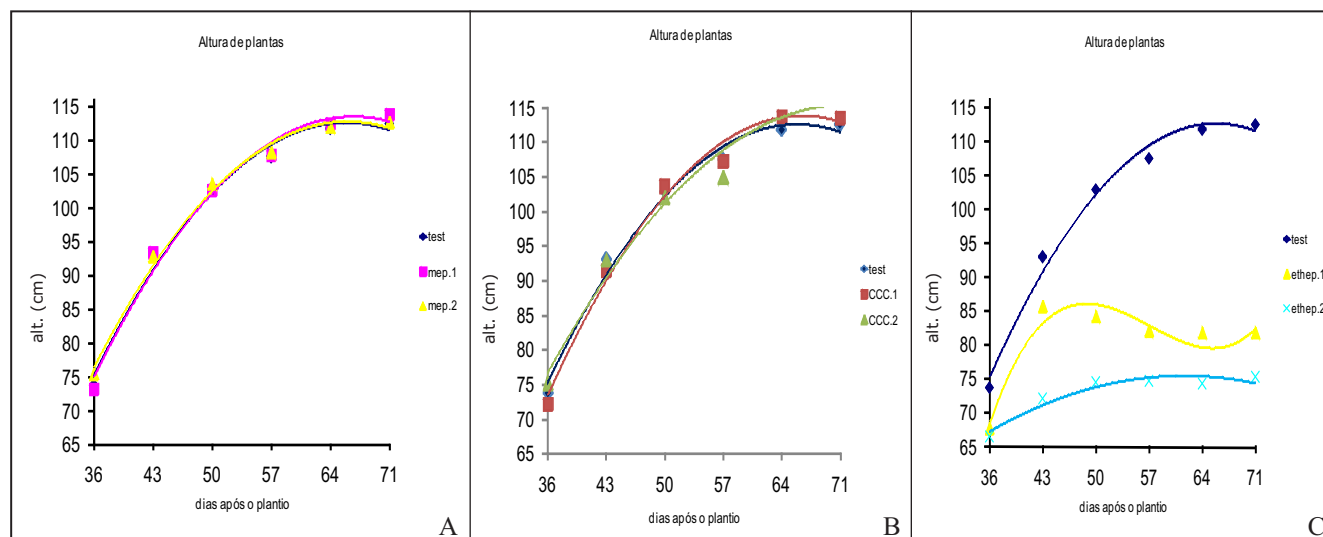 Altura de plantas
115
110
105
100
95
90
85
80
75
70
65
alt. (cm)
36 43 50 57 64 71
dias após o plantio
test
mep.1
mep.2
A
Altura de plantas
115
110
105
100
95
90
85
80
75
70
65
alt. (cm)
36 43 50 57 64 71
dias após o plantio
test
CCC.1
CCC.2
B
Altura de plantas
115
110
105
100
95
90
85
80
75
70
65
alt. (cm)
36 43 50 57 64 71
dias após o plantio
test
ethep.1
ethep.2
C